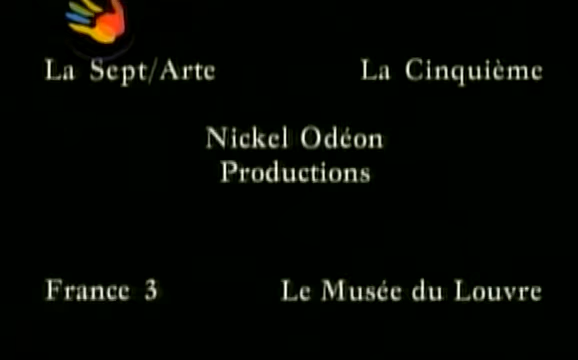 La Sept/Arte
La Cinquième
Nickel Odéon
Productions
France 3
Le Musée du Louvre